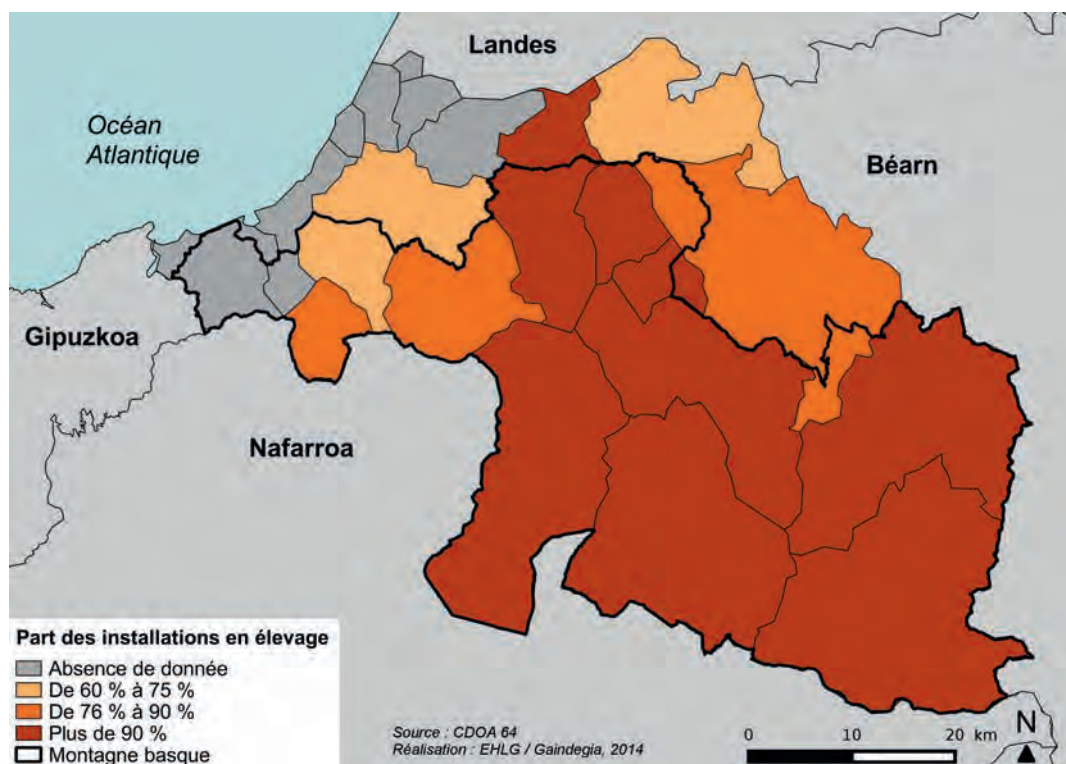 Landes
Océan
Atlantique
Béarn
Gipuzkoa
Nafarroa
Part des installations en élevage
Absence de donnée
De 60 % à 75 %
De 76 % à 90 %
Plus de 90 %
Montagne basque
Source : CDOA 64
Réalisation : EHLG / Gaindegia, 2014
0 10 20 km
N